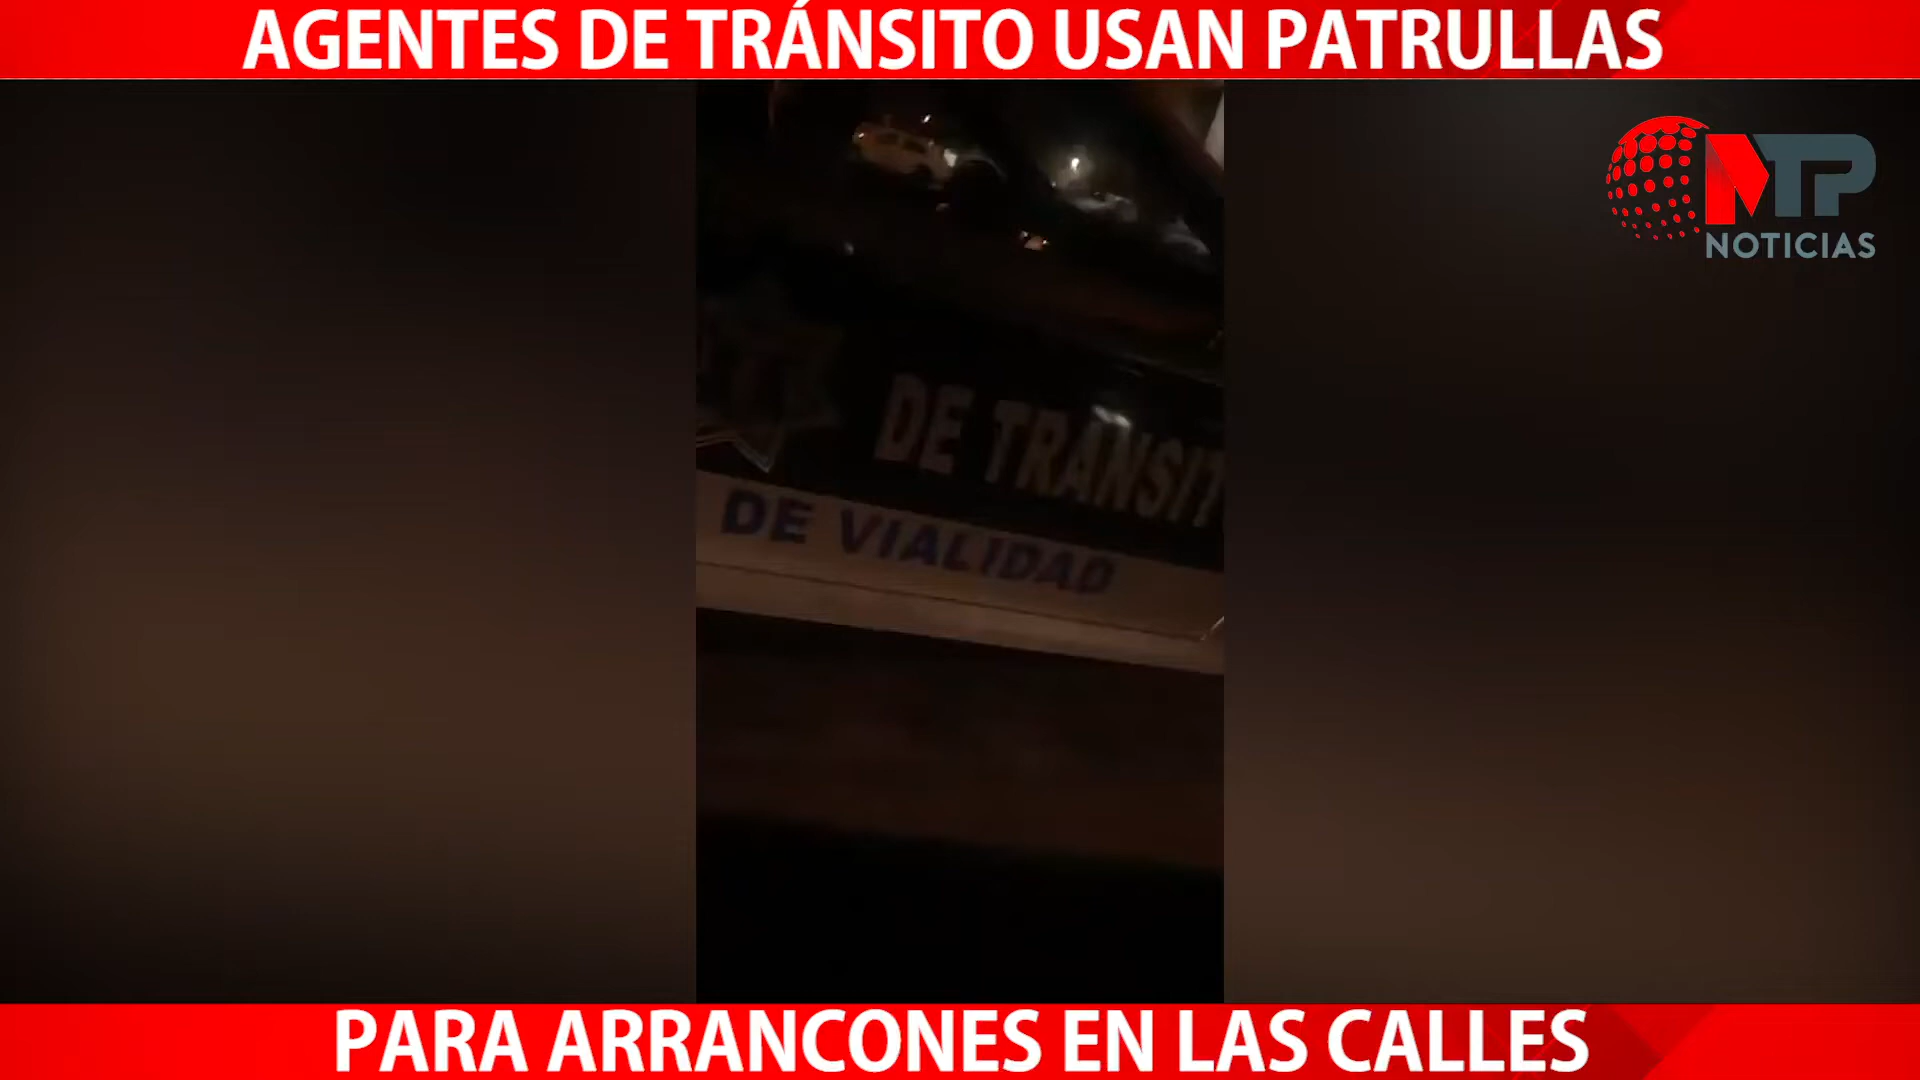 AGENTES DE TRÁNSITO USAN PATRULLAS
MTP
NOTICIAS
DE TRANSIT
DE VIALIDAD
PARA ARRANCONES EN LAS CALLES